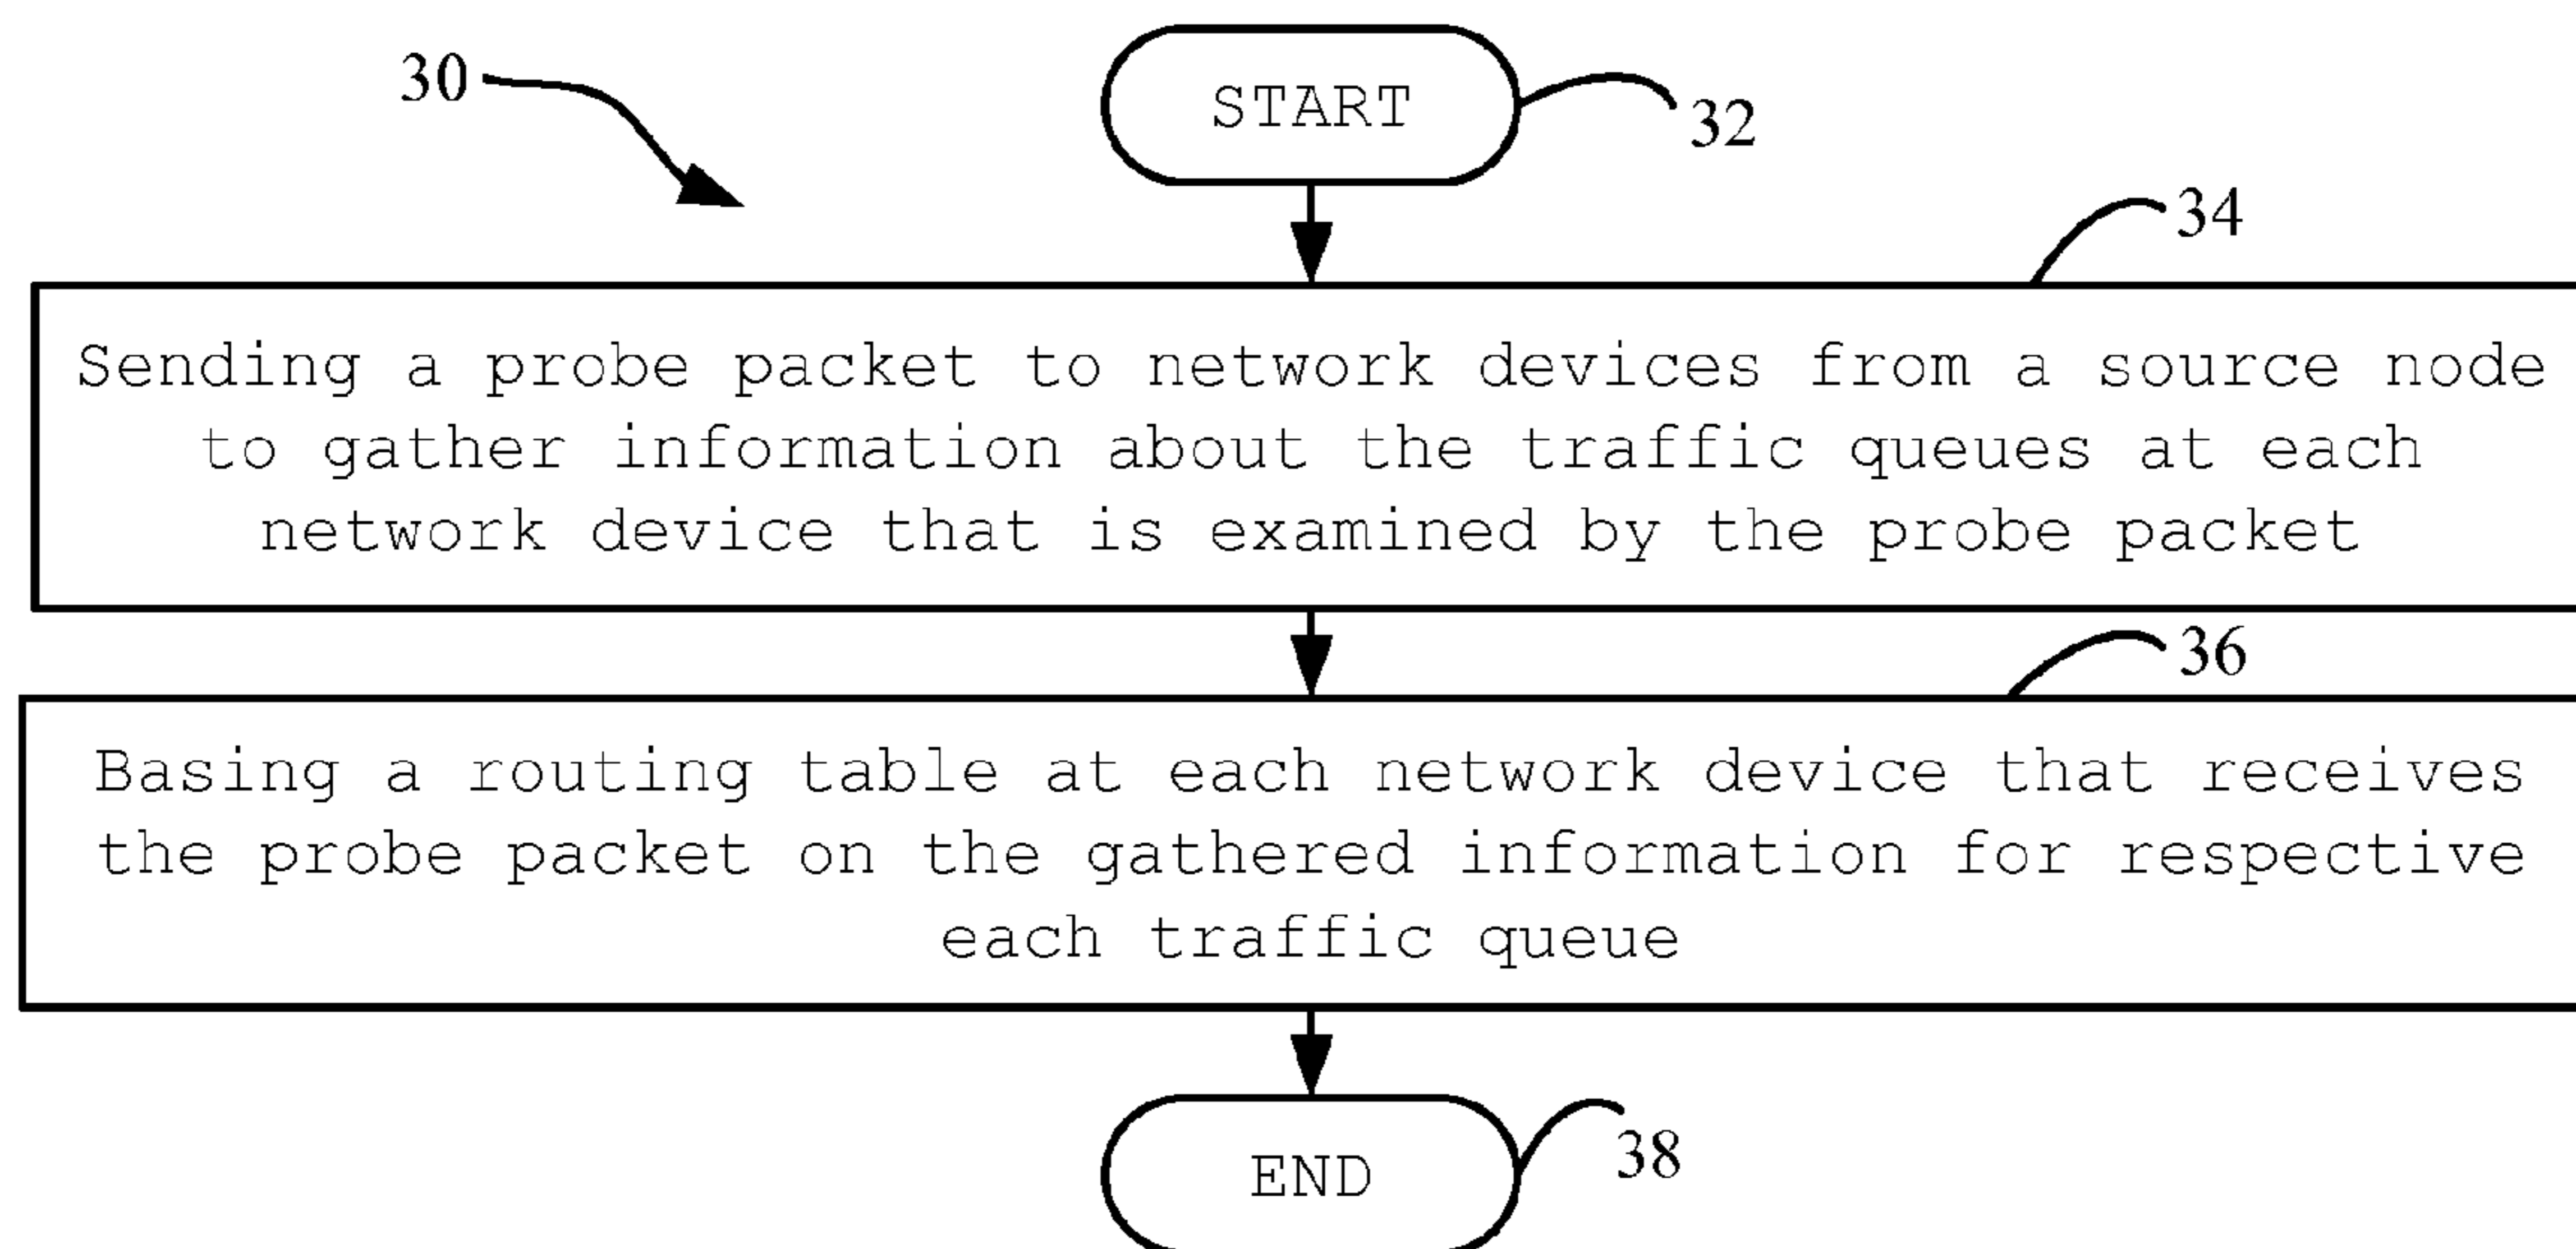 30
START
32
34
Sending a probe packet to network devices from a source node
to gather information about the traffic queues at each
network device that is examined by the probe packet
36
Basing a routing table at each network device that receives
the probe packet on the gathered information for respective
each traffic queue
END
38